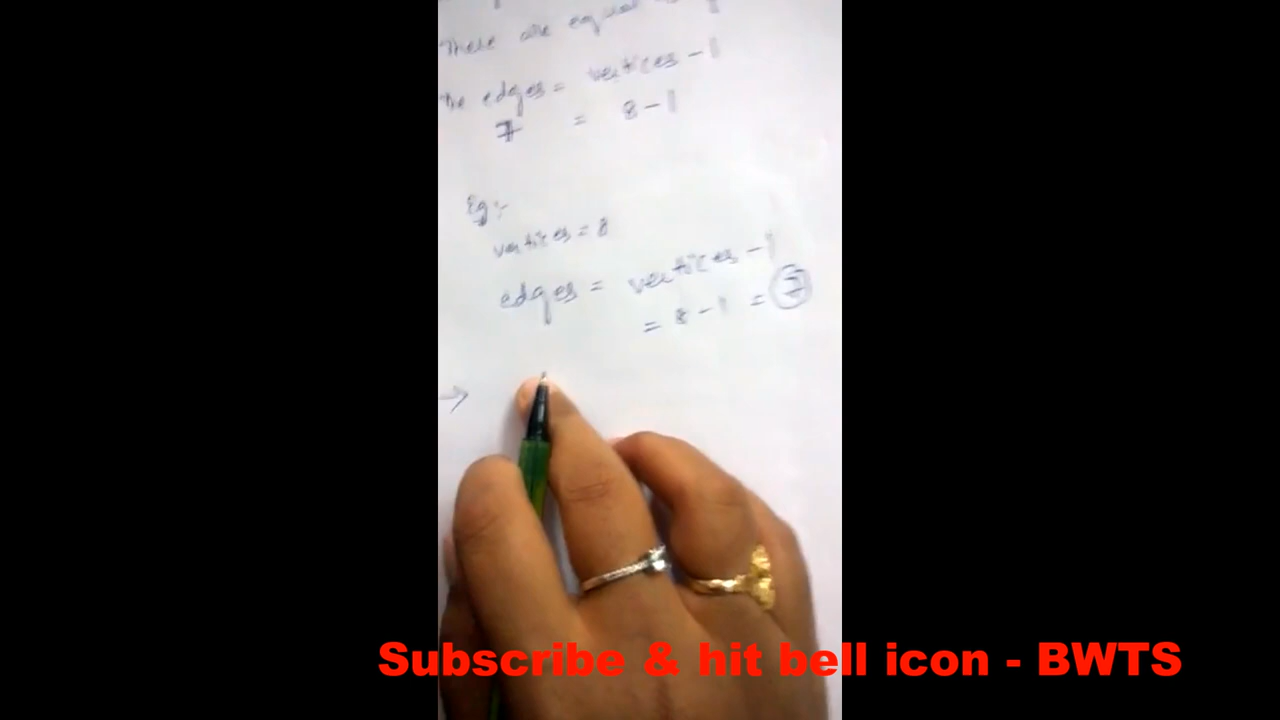 There are equal
The edges = vertices - 1
7 = 8 - 1
Eg:-
vertices = 8
edges = vertices - 1
= 8 - 1 = 7
→
Subscribe & hit bell icon - BWTS